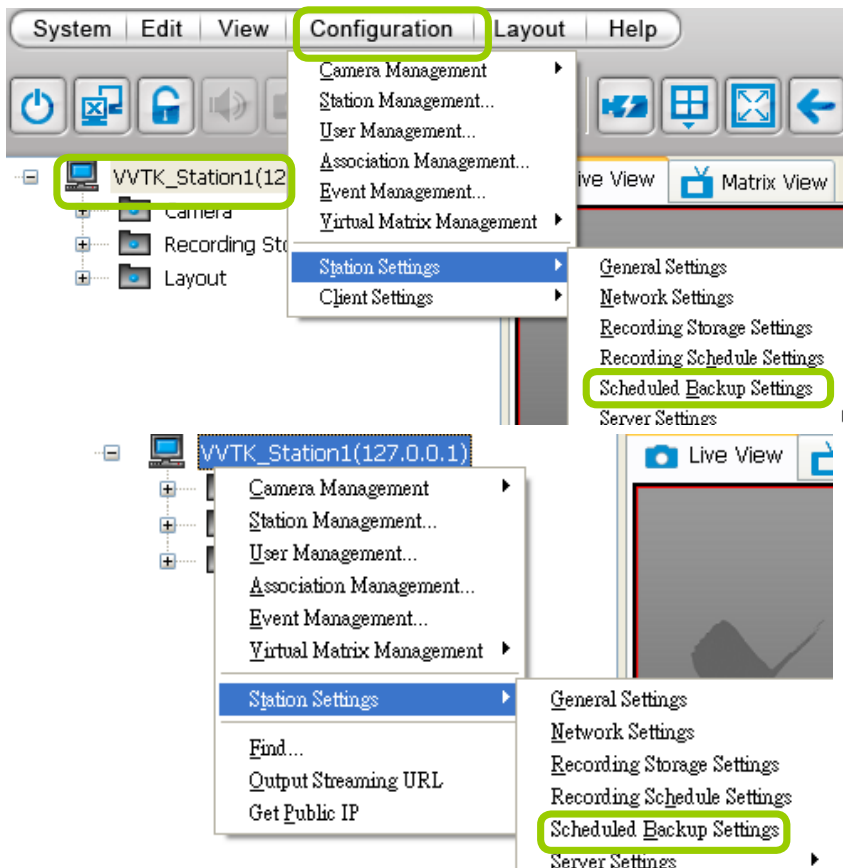 System Edit View Configuration Layout Help
Camera Management
Station Management...
User Management...
Association Management...
Event Management...
Virtual Matrix Management
Station Settings
Client Settings
VVTK_Station1(12
Camera
Recording Sto
Layout
ive View Matrix View
General Settings
Network Settings
Recording Storage Settings
Recording Schedule Settings
Scheduled Backup Settings
Server Settings
VVTK_Station1(127.0.0.1)
Live View
Camera Management
Station Management...
User Management...
Association Management...
Event Management...
Virtual Matrix Management
Station Settings
Find...
Output Streaming URL
Get Public IP
General Settings
Network Settings
Recording Storage Settings
Recording Schedule Settings
Scheduled Backup Settings
Server Settings